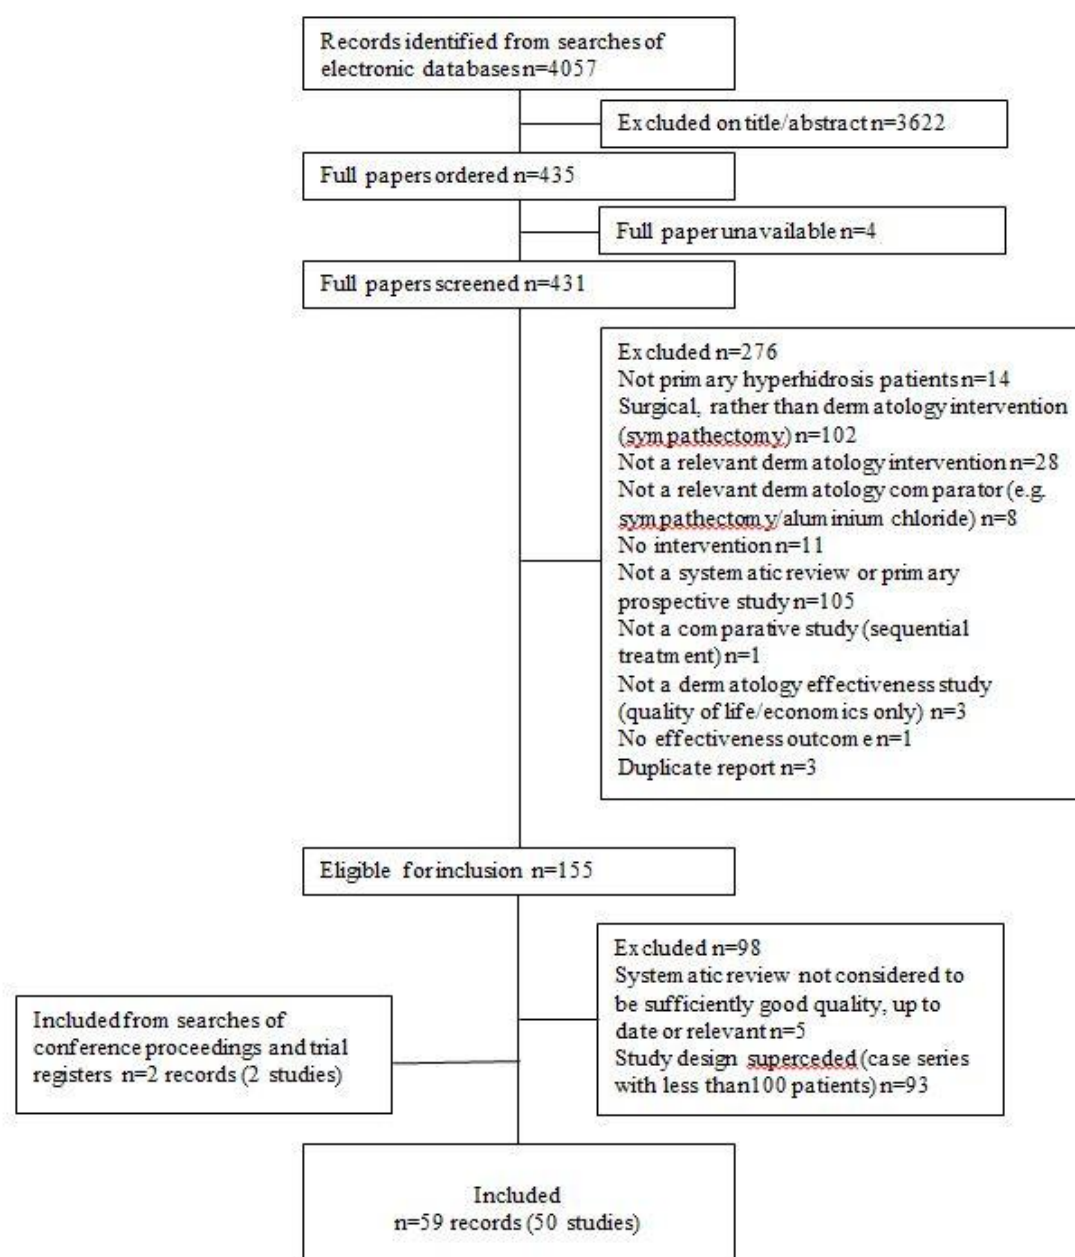 Records identified from searches of
electronic databases n=4057
Excluded on title/abstract n=3622
Full papers ordered n=435
Full paper unavailable n=4
Full papers screened n=431
Excluded n=276
Not primary hyperhidrosis patients n=14
Surgical, rather than dermatology intervention
(sympathectomy) n=102
Not a relevant dermatology intervention n=28
Not a relevant dermatology comparator (e.g.
sympathectomy/aluminium chloride) n=8
No intervention n=11
Not a systematic review or primary
prospective study n=105
Not a comparative study (sequential
treatment) n=1
Not a dermatology effectiveness study
(quality of life/economics only) n=3
No effectiveness outcome n=1
Duplicate report n=3
Eligible for inclusion n=155
Excluded n=98
Systematic review not considered to
be sufficiently good quality, up to
date or relevant n=5
Study design superceded (case series
with less than100 patients) n=93
Included from searches of
conference proceedings and trial
registers n=2 records (2 studies)
Included
n=59 records (50 studies)